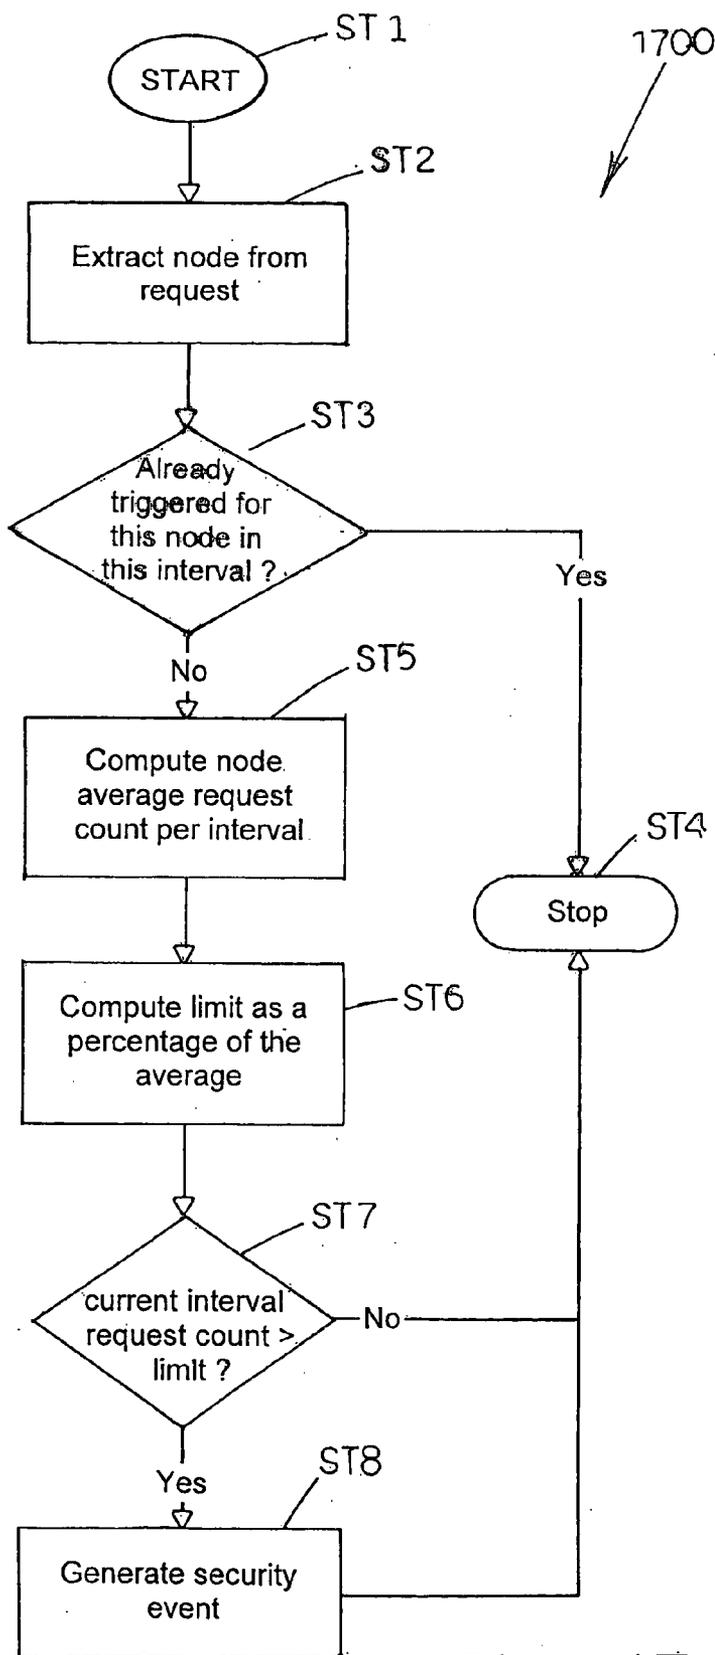 ST1
1700
START
ST2
Extract node from
request
ST3
Already
triggered for
this node in
this interval ?
Yes
No
ST5
Compute node
average request
count per interval
ST4
Stop
Compute limit as a
percentage of the
average
ST6
ST7
current interval
request count >
limit ?
No
Yes
ST8
Generate security
event